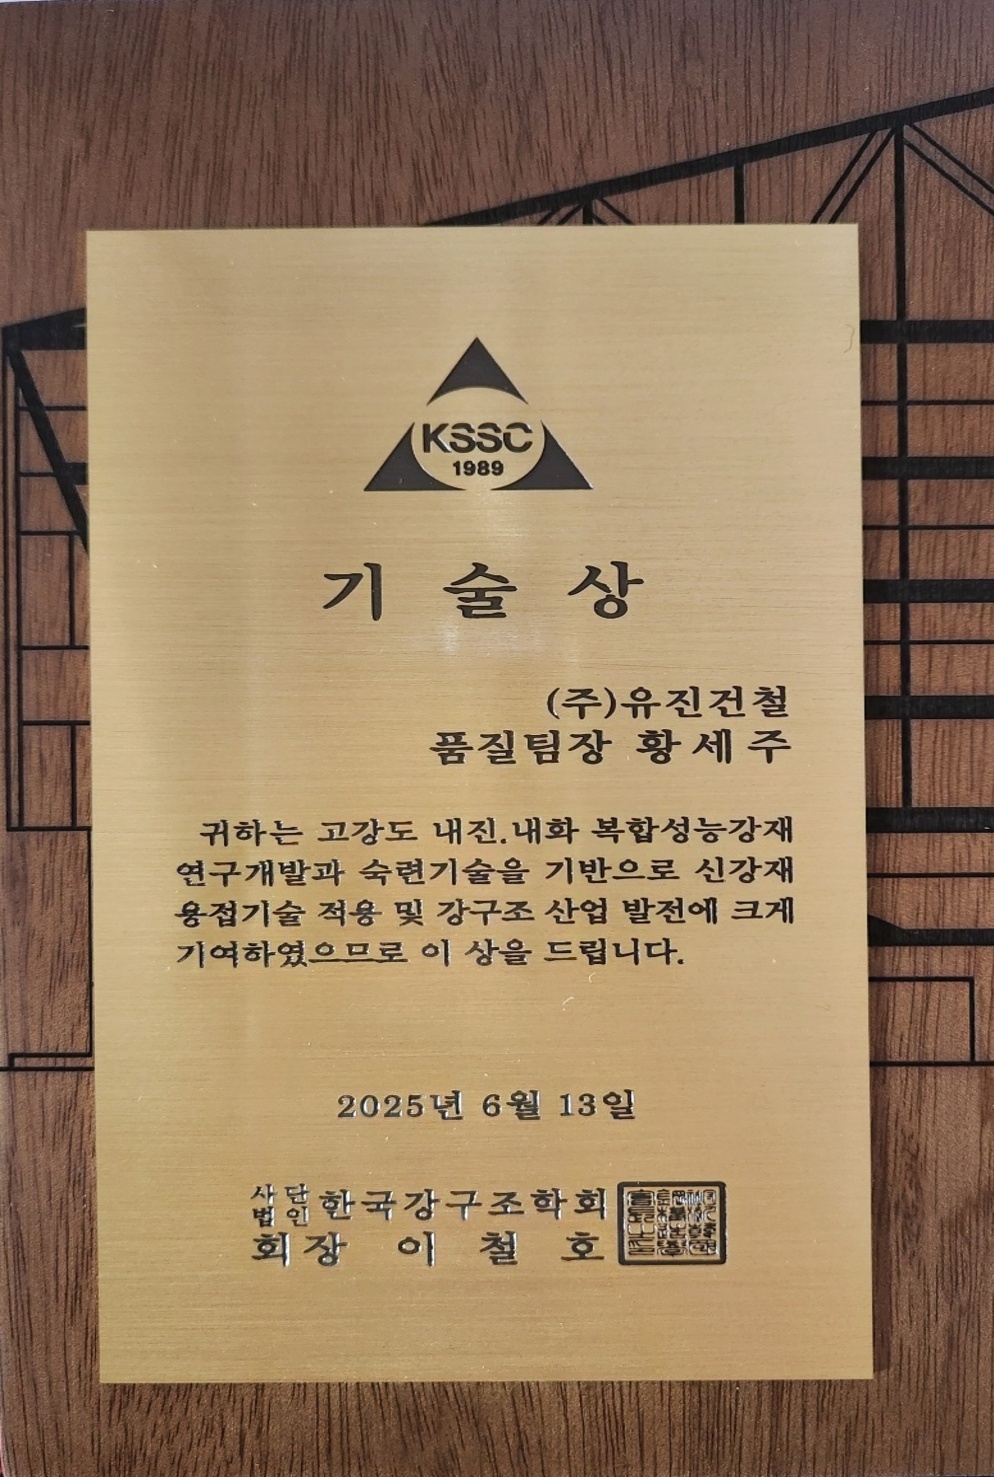 KSSC
1989
기 술 상
(주)유진건철
품질팀장 황세주
귀하는 고강도 내진.내화 복합성능강재
연구개발과 숙련기술을 기반으로 신강재
용접기술 적용 및 강구조 산업 발전에 크게
기여하였으므로 이 상을 드립니다.
2025년 6월 13일
사단법인 한국강구조학회
회장 이 철 호